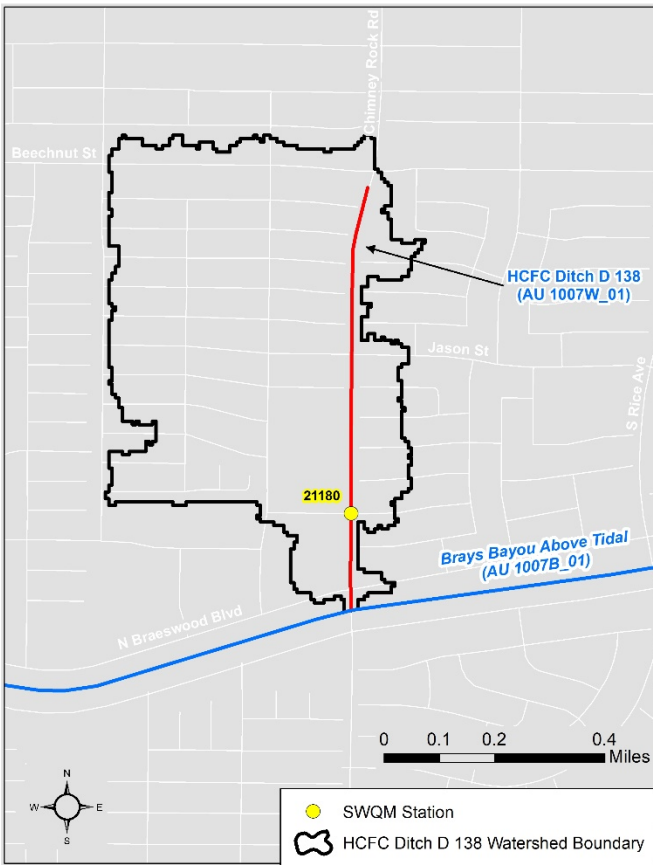 Chimney Rock Rd
Beechnut St
HCFC Ditch D 138
(AU 1007W_01)
Jason St
S Rice Ave
21180
Brays Bayou Above Tidal
(AU 1007B_01)
N Braeswood Blvd
0 0.1 0.2 0.4
Miles
N
W E
S
SWQM Station
HCFC Ditch D 138 Watershed Boundary